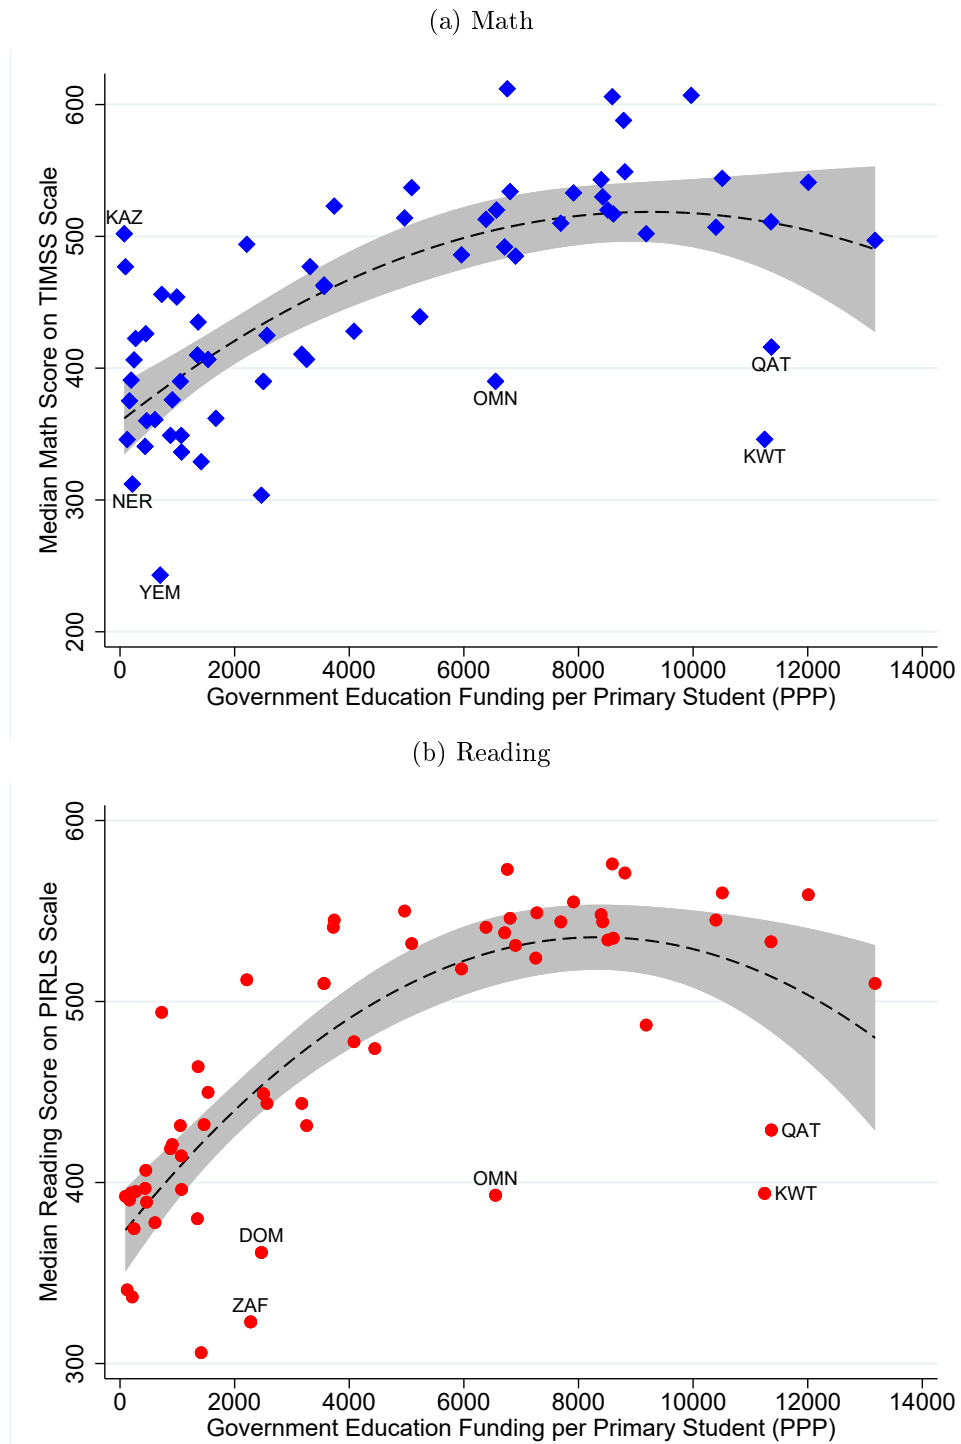 (a) Math
Median Math Score on TIMSS Scale
600
500
400
300
200
KAZ
NER
YEM
OMN
QAT
KWT
0 2000 4000 6000 8000 10000 12000 14000
Government Education Funding per Primary Student (PPP)
(b) Reading
Median Reading Score on PIRLS Scale
600
500
400
300
QAT
OMN
KWT
DOM
ZAF
0 2000 4000 6000 8000 10000 12000 14000
Government Education Funding per Primary Student (PPP)